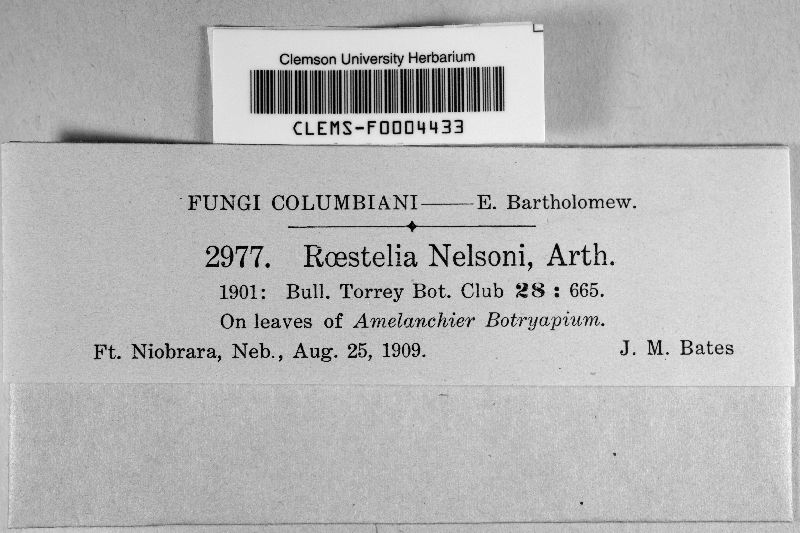 Clemson University Herbarium
CLEMS-F0004433
FUNGI COLUMBIANI——E. Bartholomew.
2977. Rœstelia Nelsoni, Arth.
1901: Bull. Torrey Bot. Club 28: 665.
On leaves of Amelanchier Botryapium.
Ft. Niobrara, Neb., Aug. 25, 1909. J. M. Bates